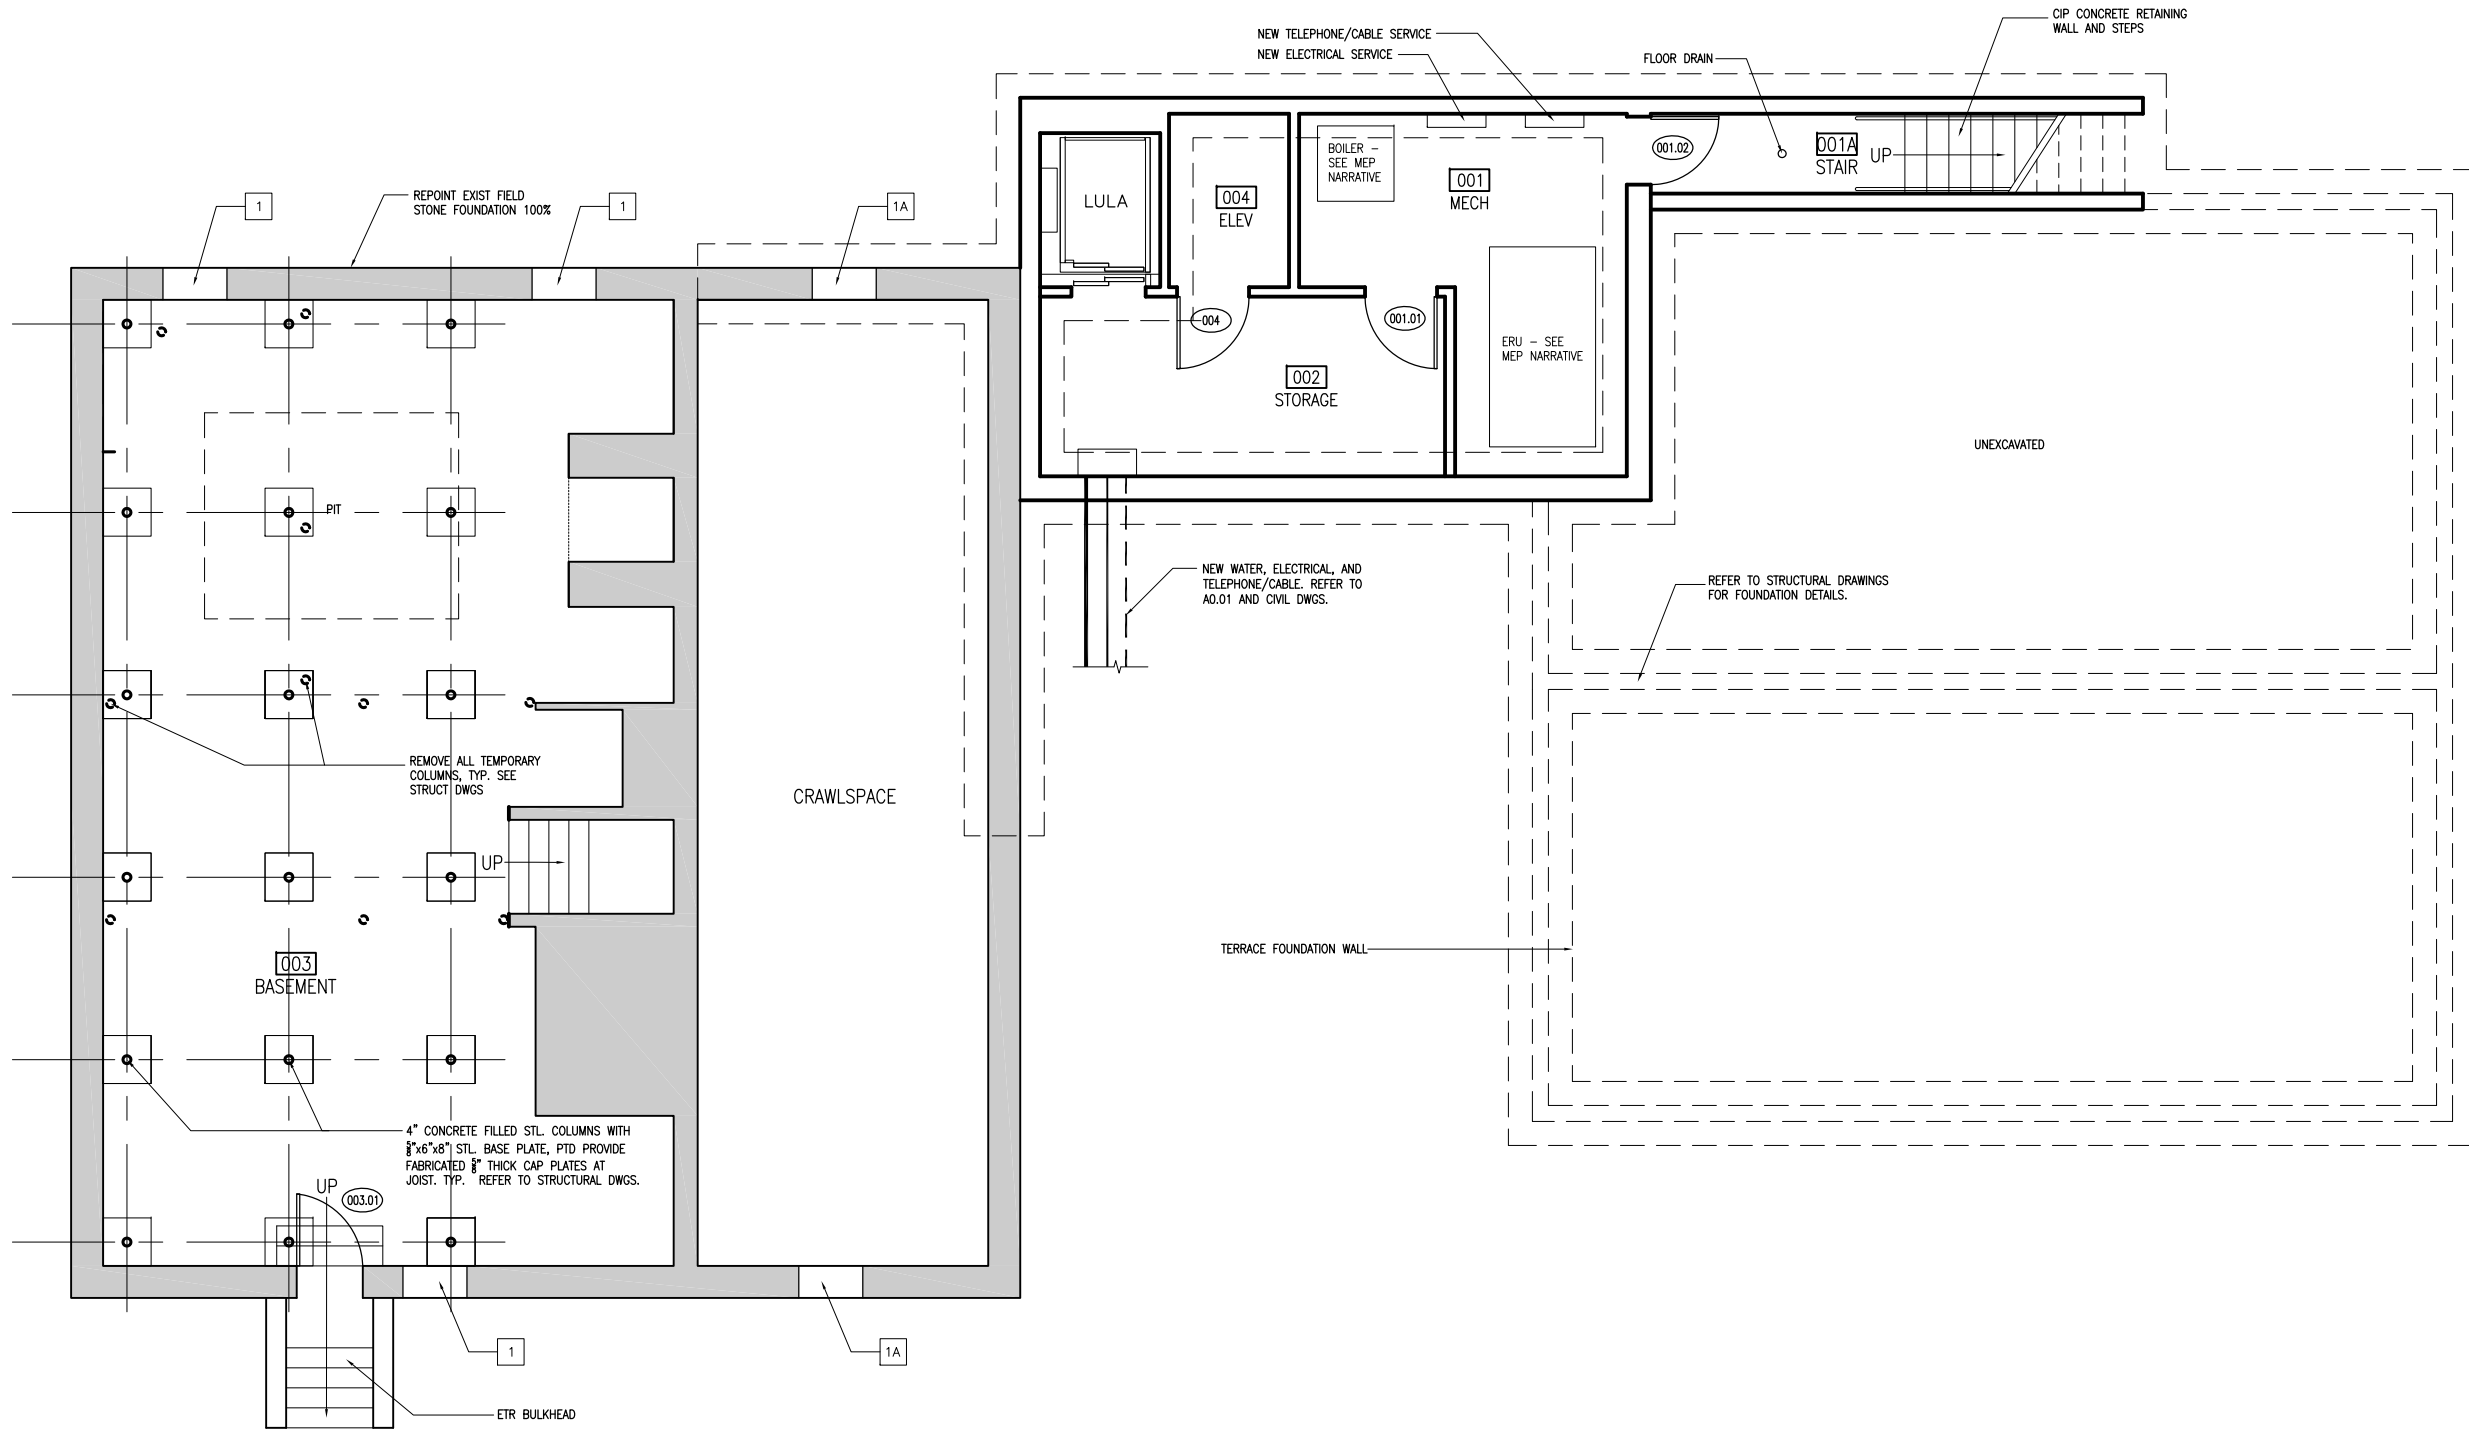 CIP CONCRETE RETAINING
WALL AND STEPS
NEW TELEPHONE/CABLE SERVICE
NEW ELECTRICAL SERVICE
FLOOR DRAIN
BOILER –
SEE MEP
NARRATIVE
001.02
001A
STAIR
UP
001
MECH
LULA
004
ELEV
1
REPOINT EXIST FIELD
STONE FOUNDATION 100%
1
1A
004
001.01
ERU – SEE
MEP NARRATIVE
002
STORAGE
UNEXCAVATED
PIT
NEW WATER, ELECTRICAL, AND
TELEPHONE/CABLE. REFER TO
A0.01 AND CIVIL DWGS.
REFER TO STRUCTURAL DRAWINGS
FOR FOUNDATION DETAILS.
REMOVE ALL TEMPORARY
COLUMNS, TYP. SEE
STRUCT DWGS
CRAWLSPACE
UP
TERRACE FOUNDATION WALL
003
BASEMENT
4" CONCRETE FILLED STL. COLUMNS WITH
⅝"x6"x8" STL. BASE PLATE, PTD PROVIDE
FABRICATED ⅝" THICK CAP PLATES AT
JOIST. TYP. REFER TO STRUCTURAL DWGS.
UP
003.01
1
1A
ETR BULKHEAD